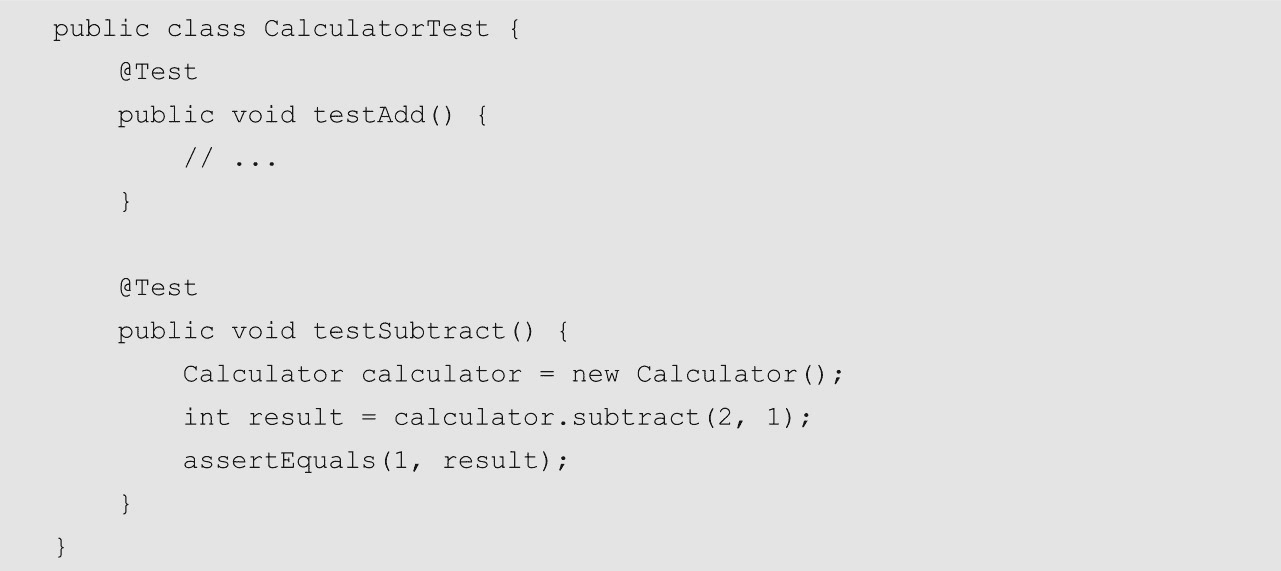 public class CalculatorTest {
    @Test
    public void testAdd() {
        // ...
    }

    @Test
    public void testSubtract() {
        Calculator calculator = new Calculator();
        int result = calculator.subtract(2, 1);
        assertEquals(1, result);
    }
}